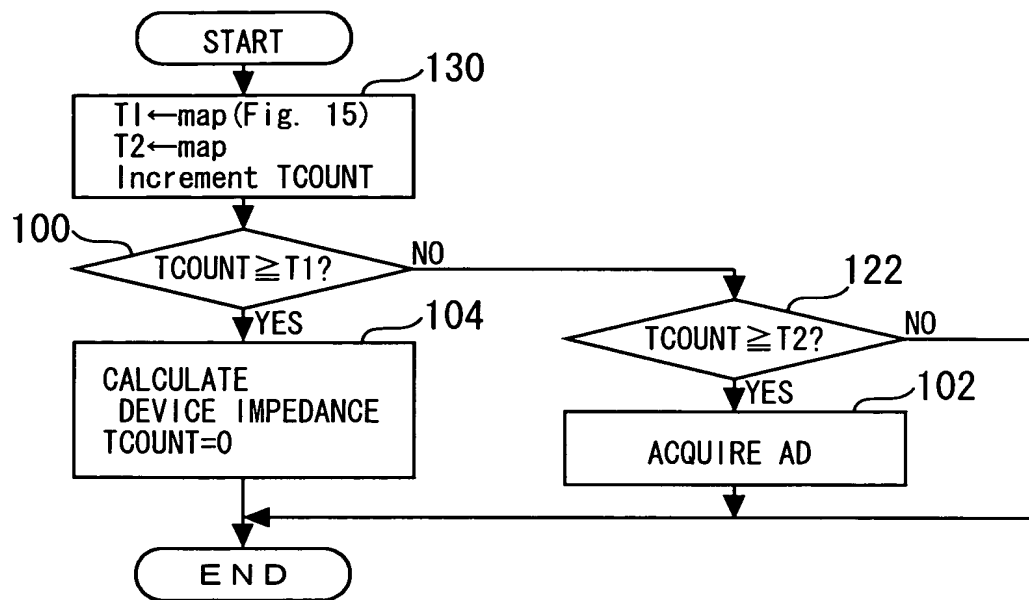 START
130
T1←map(Fig. 15)
T2←map
Increment TCOUNT
100
TCOUNT≧T1?
NO
YES
122
TCOUNT≧T2?
NO
YES
104
CALCULATE
DEVICE IMPEDANCE
TCOUNT=0
102
ACQUIRE AD
END